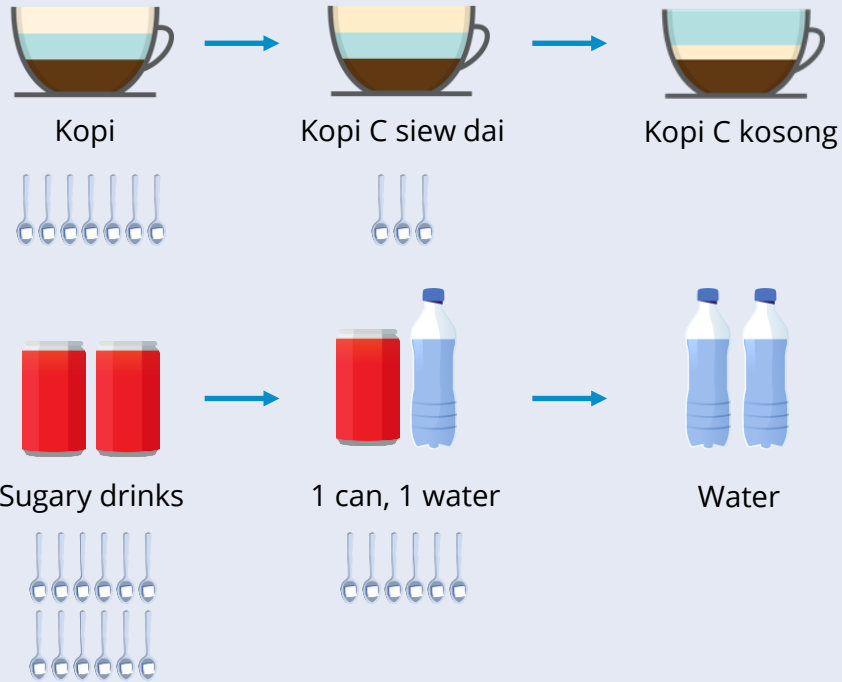 Kopi
Kopi C siew dai
Kopi C kosong
Sugary drinks
1 can, 1 water
Water